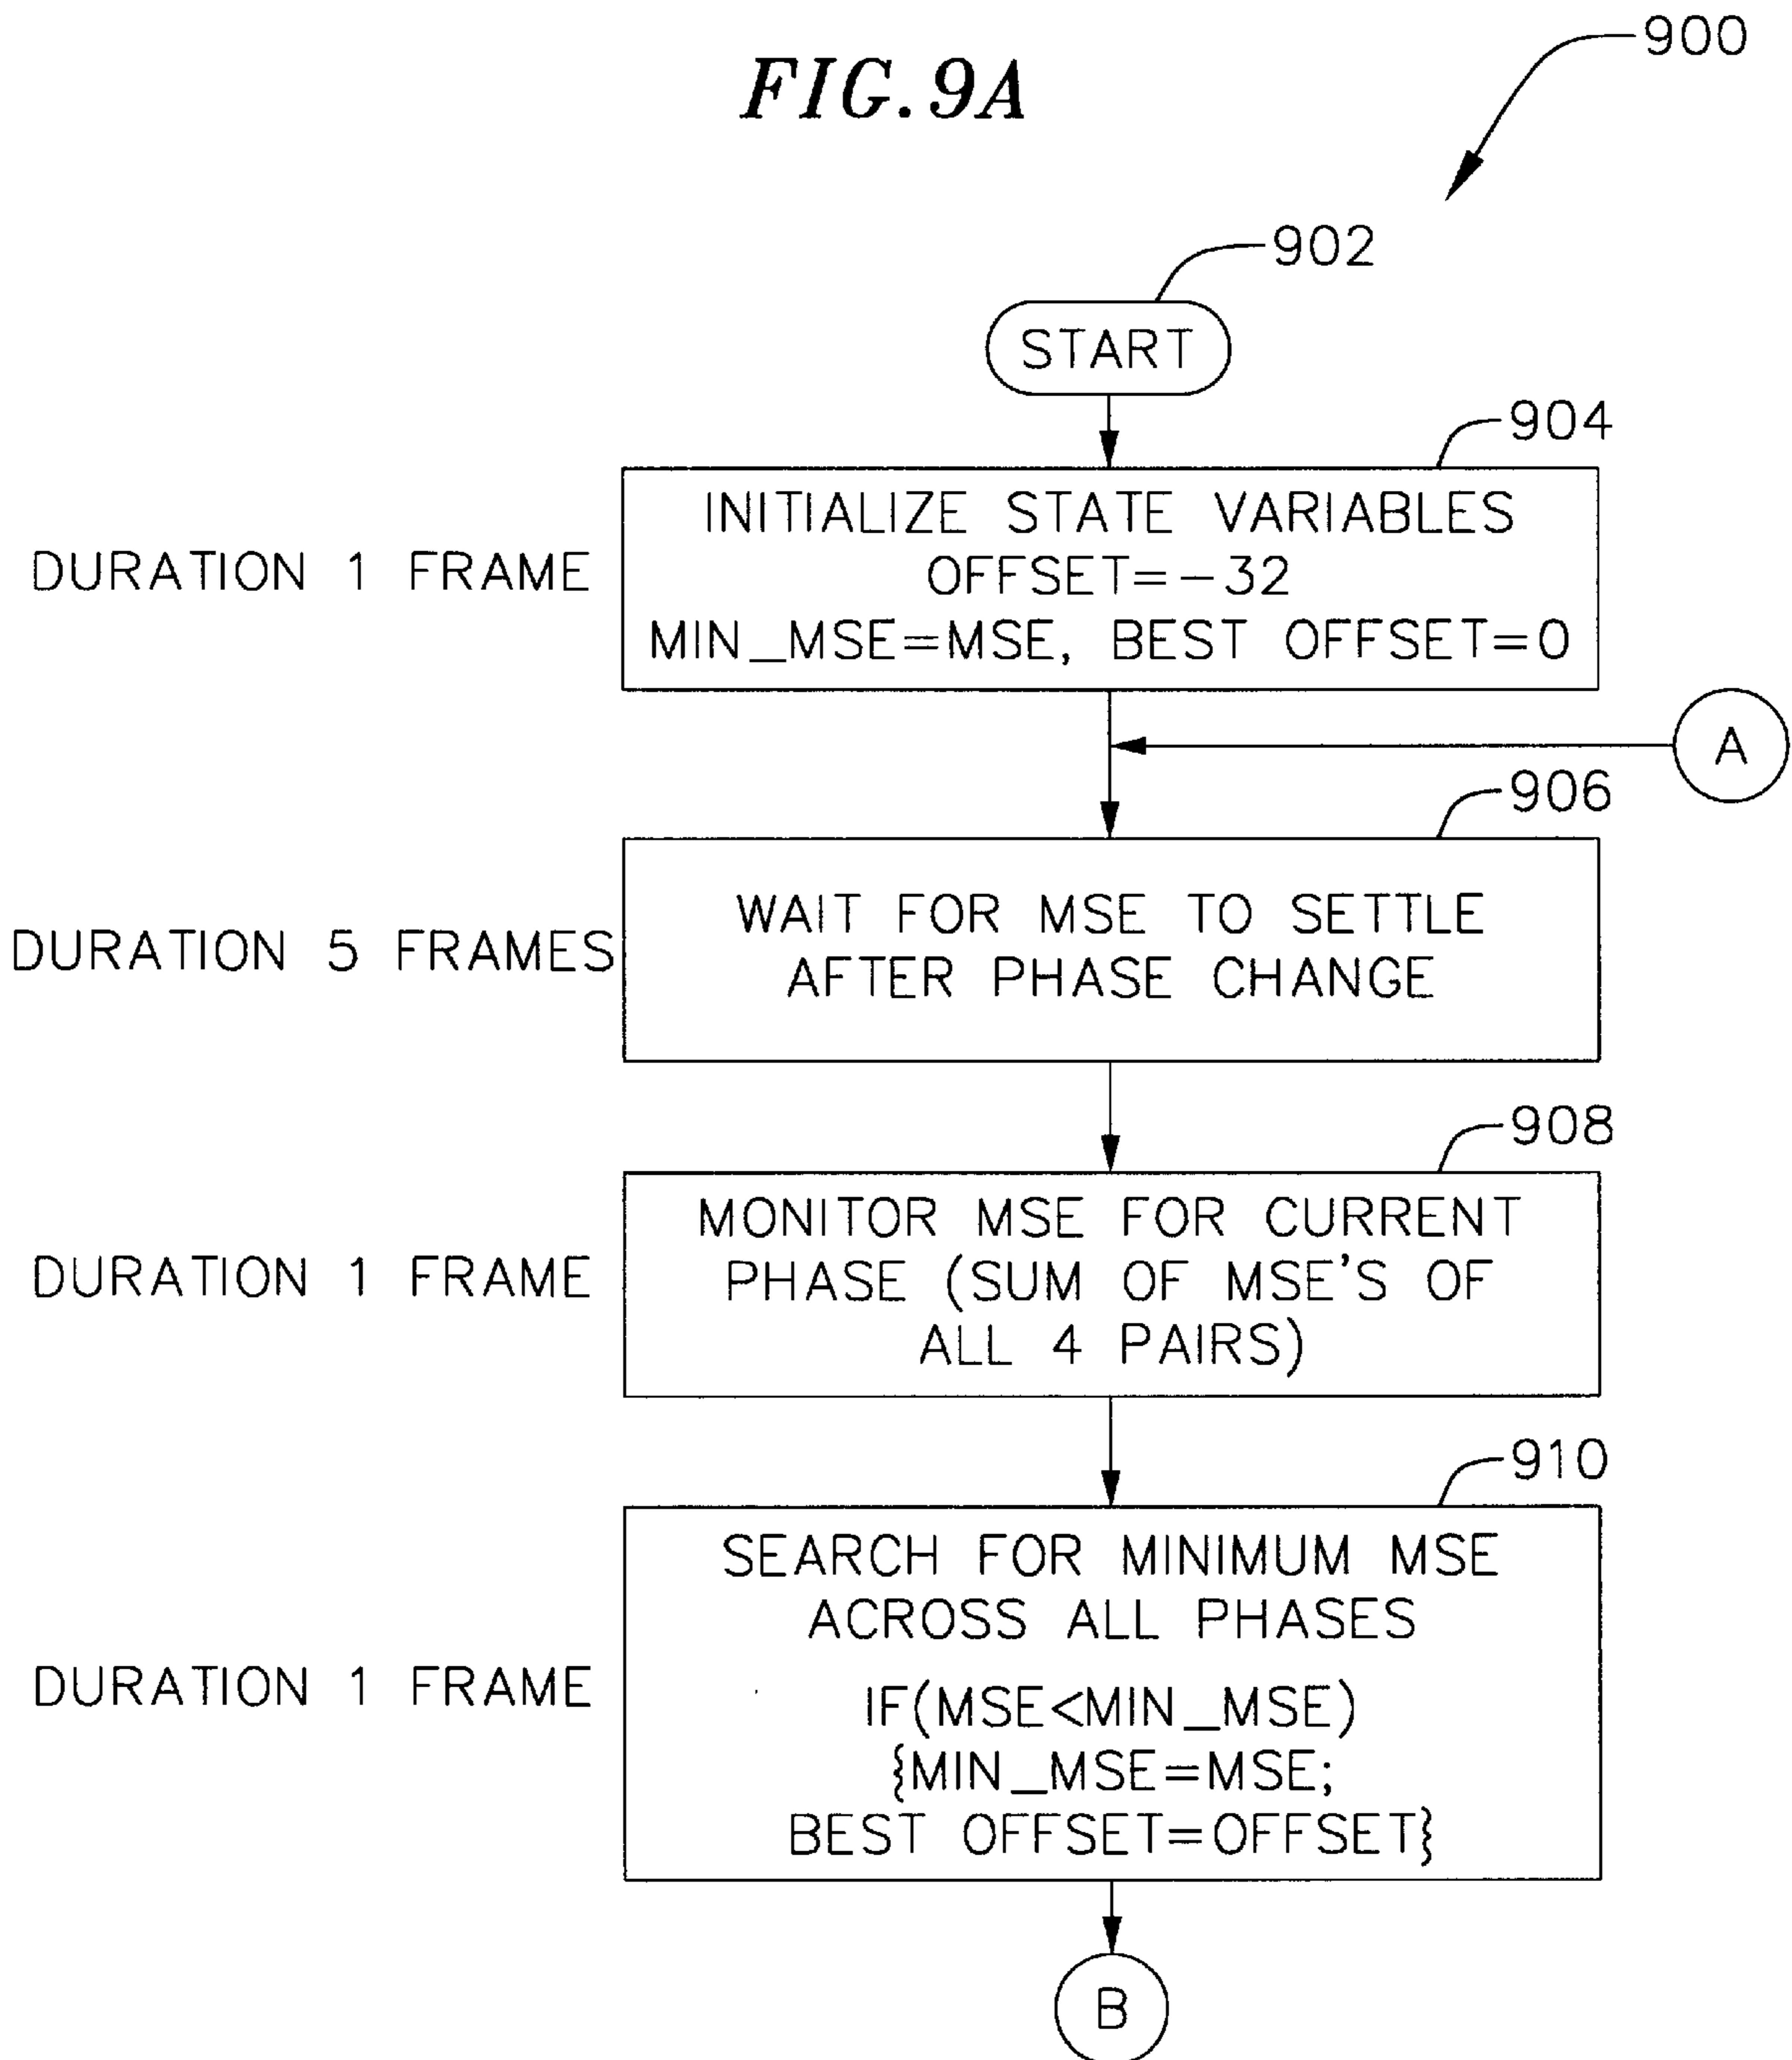 FIG. 9A
900
902
START
904
DURATION 1 FRAME
INITIALIZE STATE VARIABLES
OFFSET=-32
MIN_MSE=MSE, BEST OFFSET=0
A
906
DURATION 5 FRAMES
WAIT FOR MSE TO SETTLE
AFTER PHASE CHANGE
908
DURATION 1 FRAME
MONITOR MSE FOR CURRENT
PHASE (SUM OF MSE'S OF
ALL 4 PAIRS)
910
DURATION 1 FRAME
SEARCH FOR MINIMUM MSE
ACROSS ALL PHASES
IF(MSE<MIN_MSE)
{MIN_MSE=MSE;
BEST OFFSET=OFFSET}
B